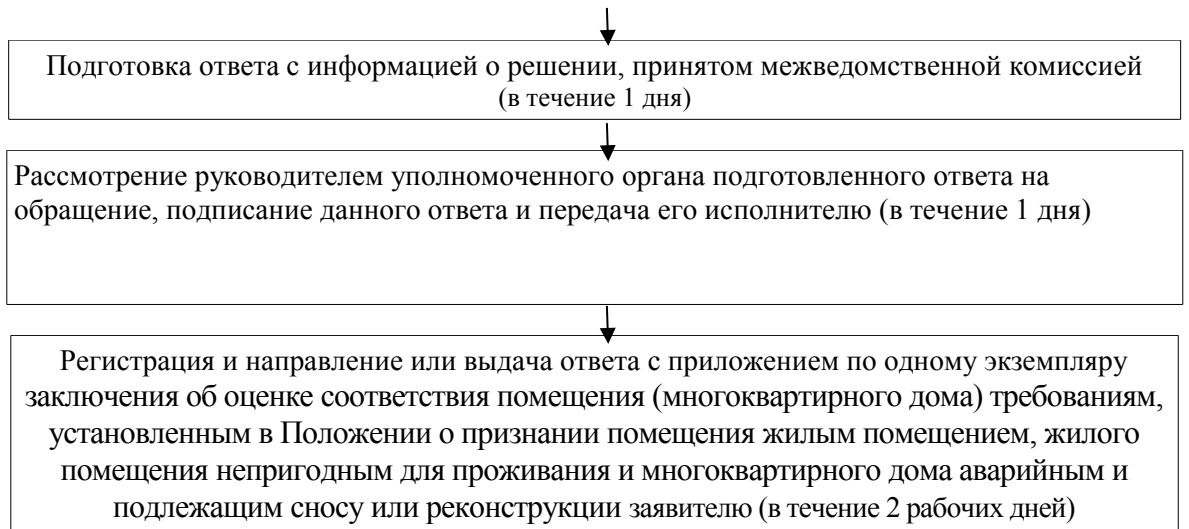 Подготовка ответа с информацией о решении, принятом межведомственной комиссией
(в течение 1 дня)
Рассмотрение руководителем уполномоченного органа подготовленного ответа на
обращение, подписание данного ответа и передача его исполнителю (в течение 1 дня)
Регистрация и направление или выдача ответа с приложением по одному экземпляру
заключения об оценке соответствия помещения (многоквартирного дома) требованиям,
установленным в Положении о признании помещения жилым помещением, жилого
помещения непригодным для проживания и многоквартирного дома аварийным и
подлежащим сносу или реконструкции заявителю (в течение 2 рабочих дней)